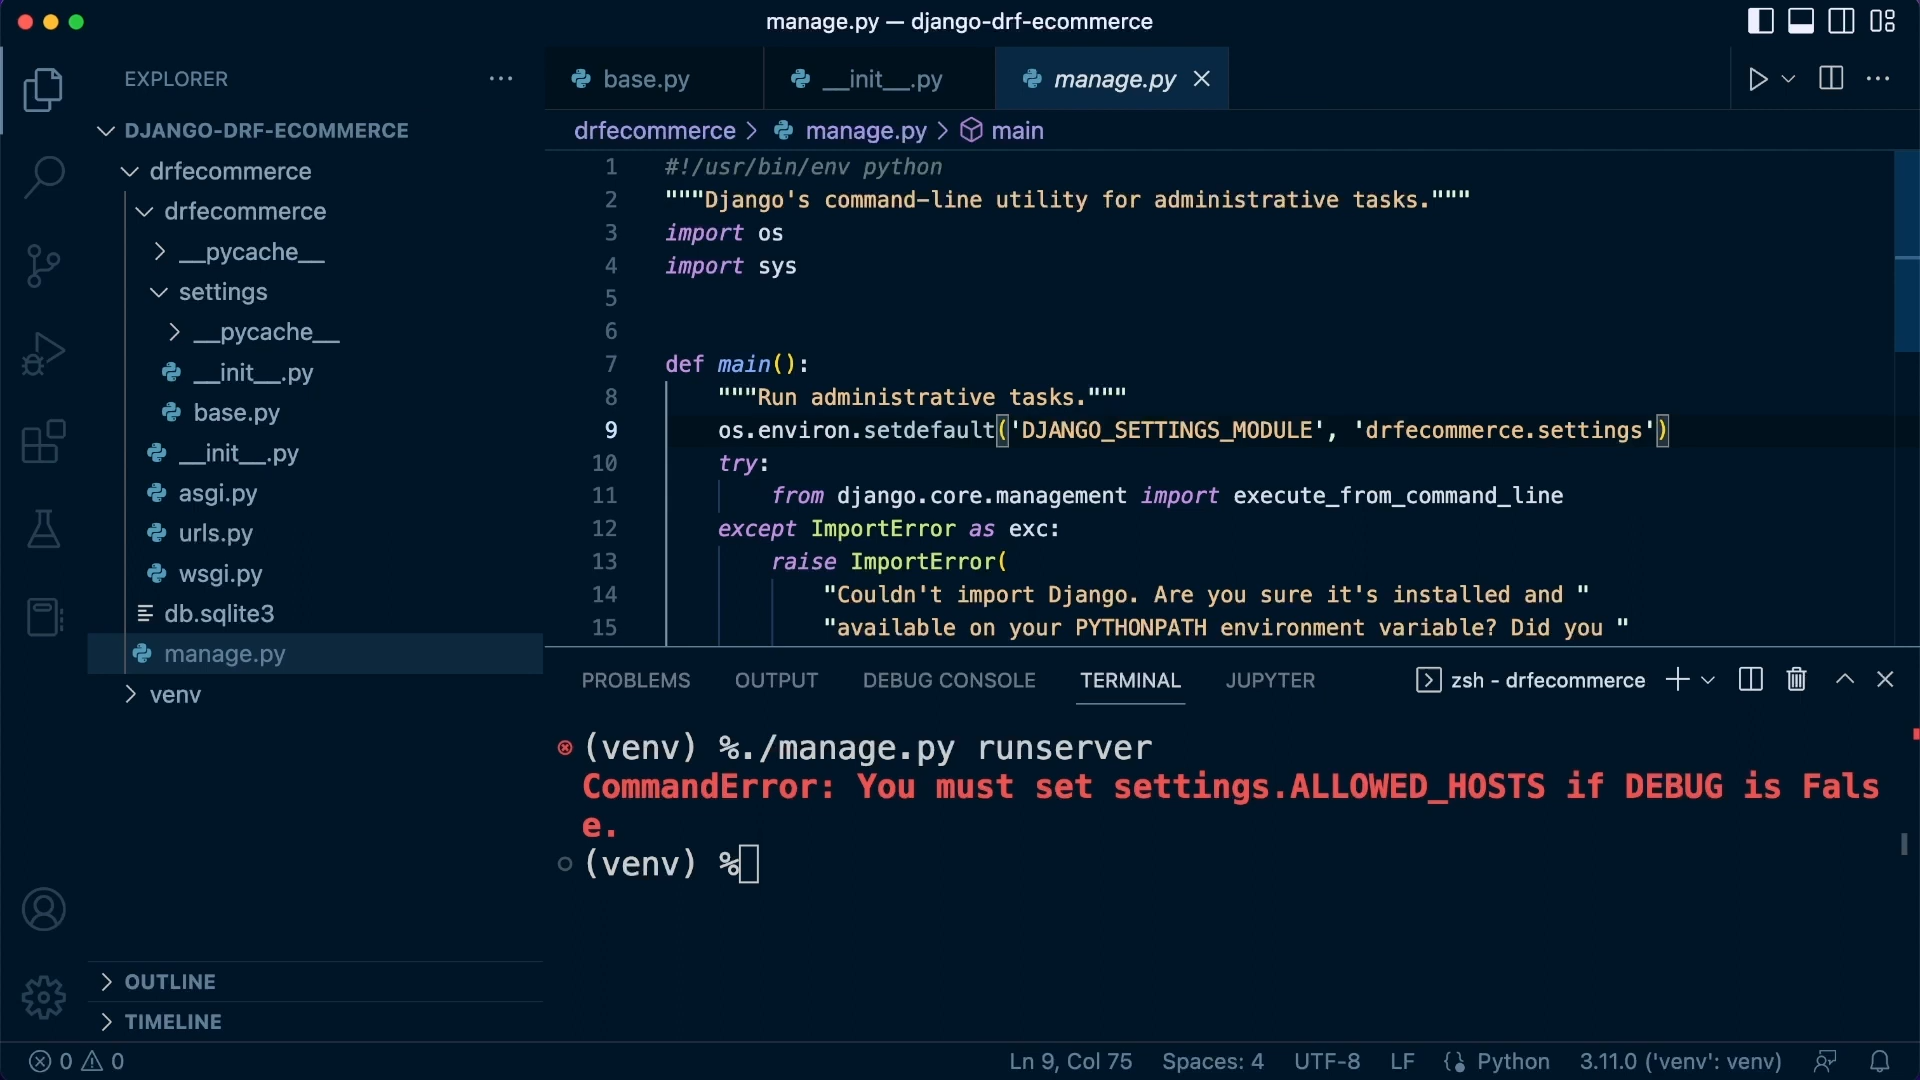 manage.py — django-drf-ecommerce
EXPLORER
DJANGO-DRF-ECOMMERCE
drfecommerce
drfecommerce
__pycache__
settings
__pycache__
__init__.py
base.py
__init__.py
asgi.py
urls.py
wsgi.py
db.sqlite3
manage.py
venv
OUTLINE
TIMELINE
base.py __init__.py manage.py
drfecommerce > manage.py > main
1 #!/usr/bin/env python
2 """Django's command-line utility for administrative tasks."""
3 import os
4 import sys
5
6
7 def main():
8 """Run administrative tasks."""
9 os.environ.setdefault('DJANGO_SETTINGS_MODULE', 'drfecommerce.settings')
10 try:
11 from django.core.management import execute_from_command_line
12 except ImportError as exc:
13 raise ImportError(
14 "Couldn't import Django. Are you sure it's installed and "
15 "available on your PYTHONPATH environment variable? Did you "
PROBLEMS OUTPUT DEBUG CONSOLE TERMINAL JUPYTER zsh - drfecommerce
(venv) %./manage.py runserver
CommandError: You must set settings.ALLOWED_HOSTS if DEBUG is Fals
e.
(venv) %
0 0 Ln 9, Col 75 Spaces: 4 UTF-8 LF Python 3.11.0 ('venv': venv)